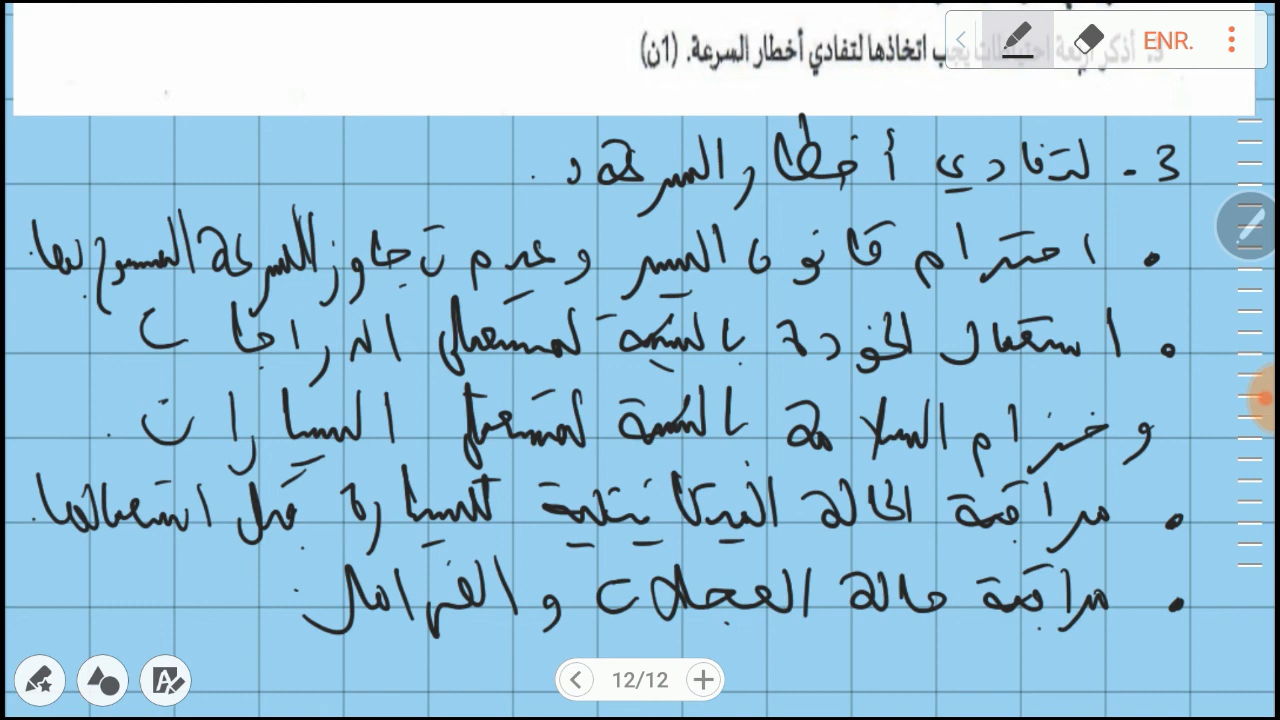 ENR.
3. أذكر أربعة احتياطات يجب اتخاذها لتفادي أخطار السرعة. (1ن)
3- لتفادي أخطار السرعة:
• احترام قانون السير وعدم تجاوز السرعة المسموح بها.
• استعمال الخوذة بالنسبة لمستعملي الدراجات
وحزام السلامة بالنسبة لمستعملي السيارات.
• مراقبة الحالة الميكانيكية للسيارة قبل استعمالها.
• مراقبة حالة العجلات والفرامل.
12/12